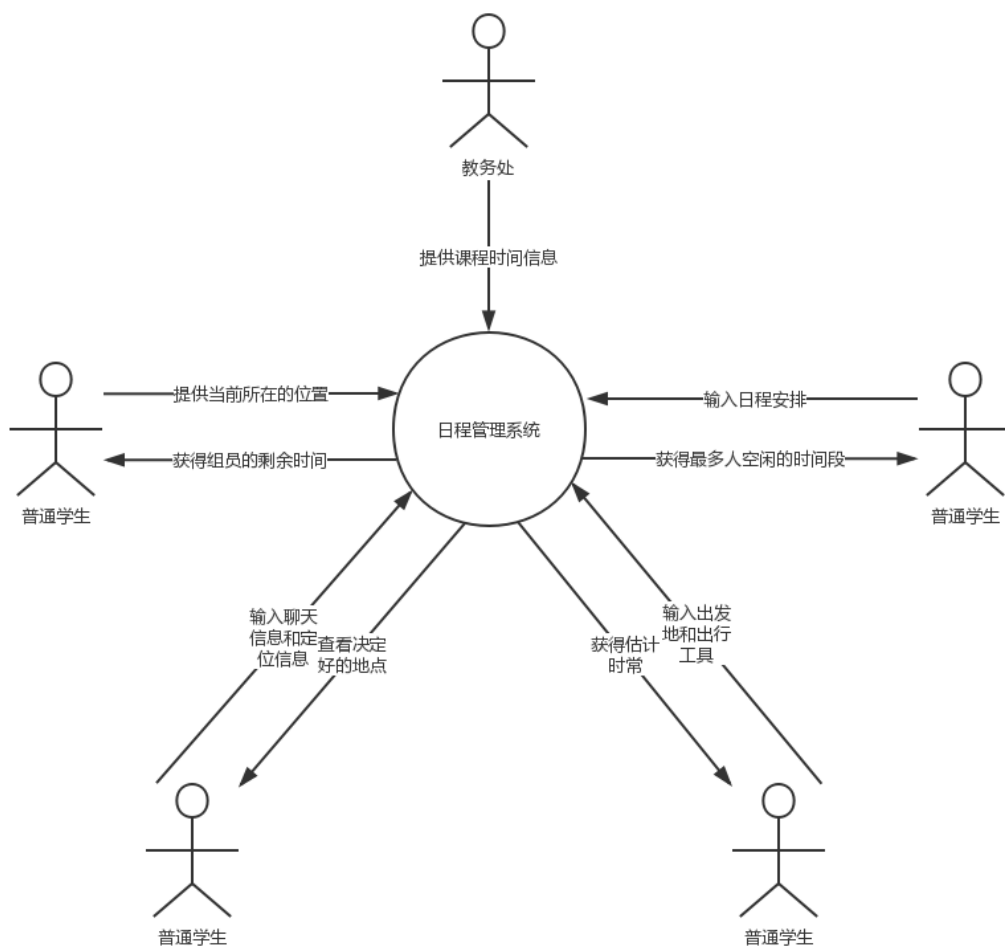 教务处
提供课程时间信息
提供当前所在的位置
输入日程安排
日程管理系统
获得组员的剩余时间
获得最多人空闲的时间段
普通学生
普通学生
输入聊天
信息和定
位信息
查看决定
好的地点
获得估计
时常
输入出发
地和出行
工具
普通学生
普通学生